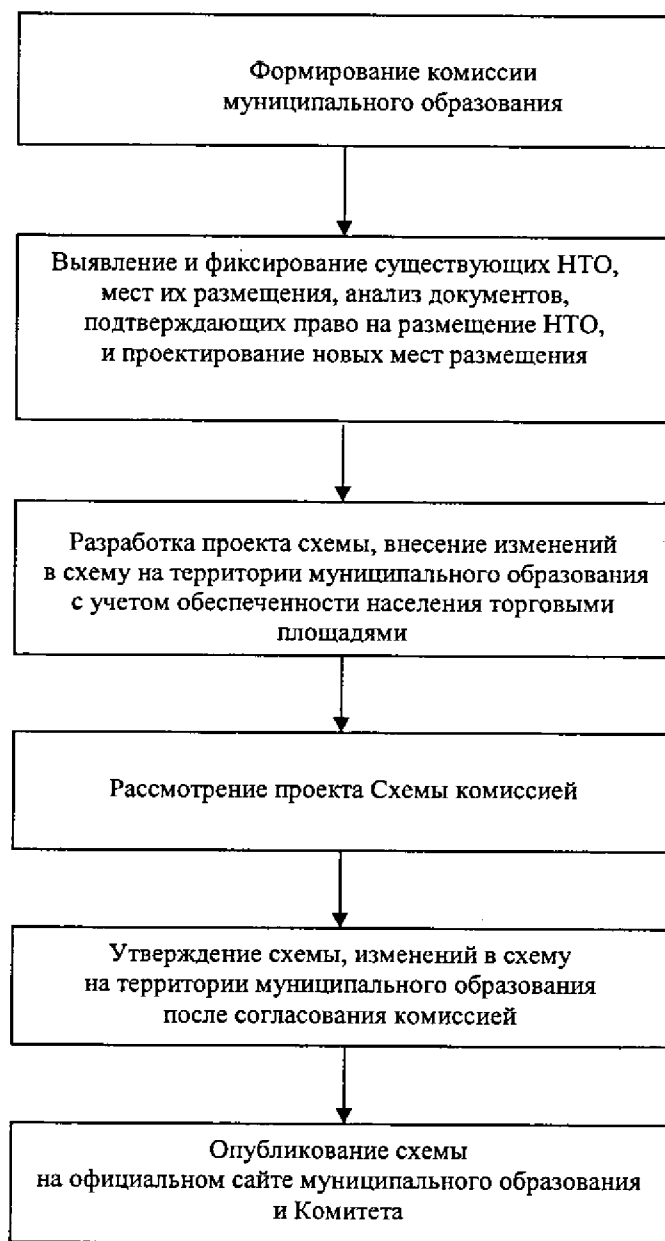 Формирование комиссии
муниципального образования
Выявление и фиксирование существующих НТО,
мест их размещения, анализ документов,
подтверждающих право на размещение НТО,
и проектирование новых мест размещения
Разработка проекта схемы, внесение изменений
в схему на территории муниципального образования
с учетом обеспеченности населения торговыми
площадями
Рассмотрение проекта Схемы комиссией
Утверждение схемы, изменений в схему
на территории муниципального образования
после согласования комиссией
Опубликование схемы
на официальном сайте муниципального образования
и Комитета